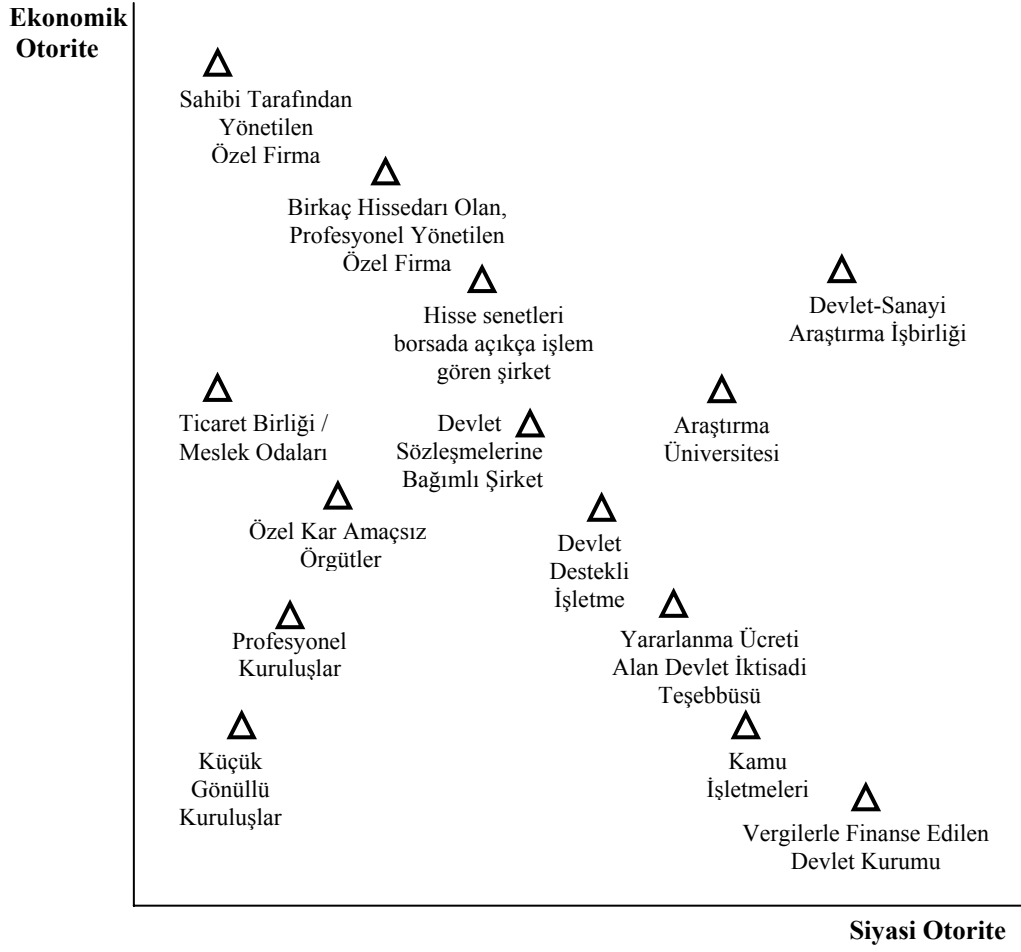 Ekonomik
Otorite
Sahibi Tarafından
Yönetilen
Özel Firma
Birkaç Hissedarı Olan,
Profesyonel Yönetilen
Özel Firma
Hisse senetleri
borsada açıkça işlem
gören şirket
Devlet-Sanayi
Araştırma İşbirliği
Ticaret Birliği /
Meslek Odaları
Devlet
Sözleşmelerine
Bağımlı Şirket
Araştırma
Üniversitesi
Özel Kar Amaçsız
Örgütler
Devlet
Destekli
İşletme
Profesyonel
Kuruluşlar
Yararlanma Ücreti
Alan Devlet İktisadi
Teşebbüsü
Küçük
Gönüllü
Kuruluşlar
Kamu
İşletmeleri
Vergilerle Finanse Edilen
Devlet Kurumu
Siyasi Otorite